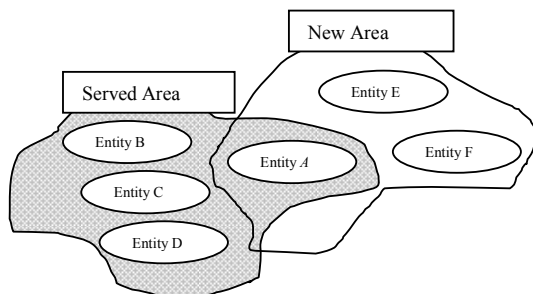 New Area
Served Area
Entity E
Entity B
Entity A
Entity F
Entity C
Entity D